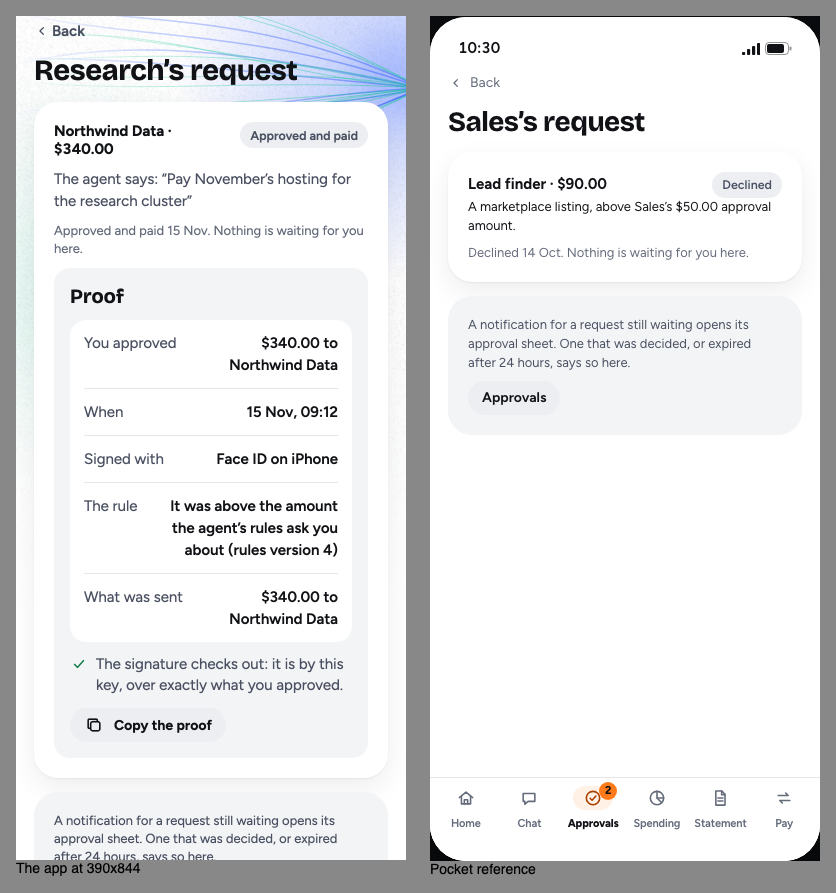 Back
Research's request
Northwind Data ·
$340.00
Approved and paid
The agent says: “Pay November’s hosting for
the research cluster”
Approved and paid 15 Nov. Nothing is waiting for you
here.
Proof
You approved
$340.00 to
Northwind Data
When
15 Nov, 09:12
Signed with
Face ID on iPhone
The rule
It was above the amount
the agent’s rules ask you
about (rules version 4)
What was sent
$340.00 to
Northwind Data
The signature checks out: it is by this
key, over exactly what you approved.
Copy the proof
A notification for a request still waiting opens its
approval sheet. One that was decided, or expired
after 24 hours, says so here.
The app at 390x844
10:30
Back
Sales’s request
Lead finder · $90.00
Declined
A marketplace listing, above Sales’s $50.00 approval
amount.
Declined 14 Oct. Nothing is waiting for you here.
A notification for a request still waiting opens its
approval sheet. One that was decided, or expired
after 24 hours, says so here.
Approvals
2
Home
Chat
Approvals
Spending
Statement
Pay
Pocket reference